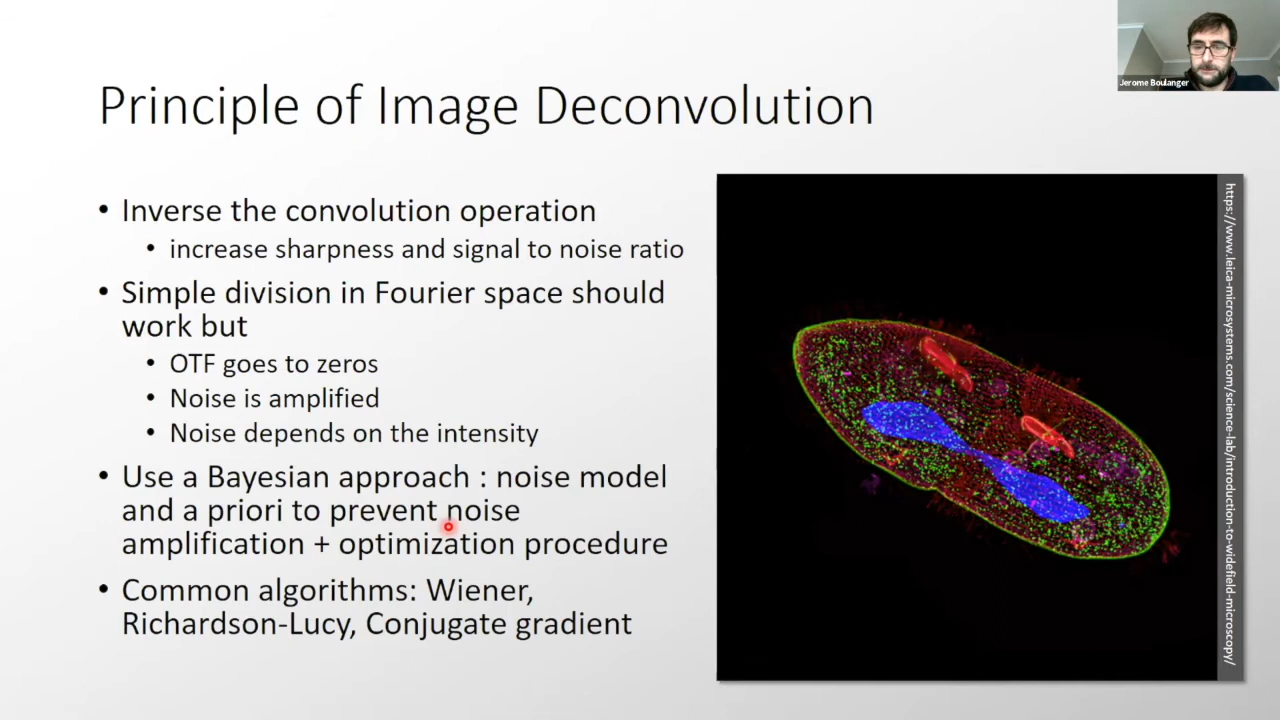 Jerome Boulanger
Principle of Image Deconvolution
• Inverse the convolution operation
• increase sharpness and signal to noise ratio
• Simple division in Fourier space should
work but
• OTF goes to zeros
• Noise is amplified
• Noise depends on the intensity
• Use a Bayesian approach : noise model
and a priori to prevent noise
amplification + optimization procedure
• Common algorithms: Wiener,
Richardson-Lucy, Conjugate gradient
https://www.leica-microsystems.com/science-lab/introduction-to-widefield-microscopy/